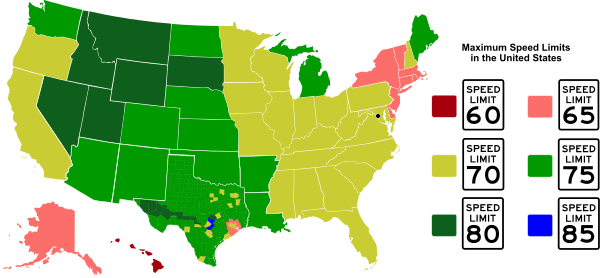 Maximum Speed Limits
in the United States
SPEED
LIMIT
60
SPEED
LIMIT
65
SPEED
LIMIT
70
SPEED
LIMIT
75
SPEED
LIMIT
80
SPEED
LIMIT
85